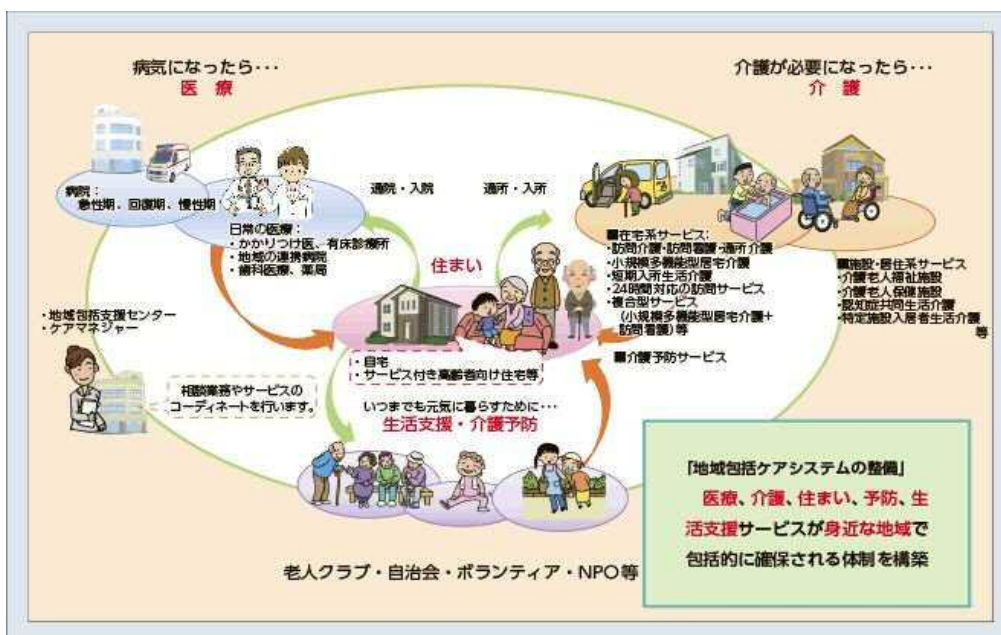 病気になったら･･･
医 療
介護が必要になったら･･･
介 護
病院：
急性期、回復期、慢性期
日常の医療：
・かかりつけ医、有床診療所
・地域の連携病院
・歯科医療、薬局
通院・入院
通所・入所
住まい
・自宅
・サービス付き高齢者向け住宅等
■在宅系サービス：
・訪問介護・訪問看護・通所介護
・小規模多機能型居宅介護
・短期入所生活介護
・24時間対応の訪問サービス
・複合型サービス
（小規模多機能型居宅介護＋
訪問看護）等
■介護予防サービス
■施設・居住系サービス
・介護老人福祉施設
・介護老人保健施設
・認知症共同生活介護
・特定施設入居者生活介護
等
・地域包括支援センター
・ケアマネジャー
相談業務やサービスの
コーディネートを行います。
いつまでも元気に暮らすために･･･
生活支援・介護予防
老人クラブ・自治会・ボランティア・NPO等
「地域包括ケアシステムの整備」
医療、介護、住まい、予防、生
活支援サービスが身近な地域で
包括的に確保される体制を構築